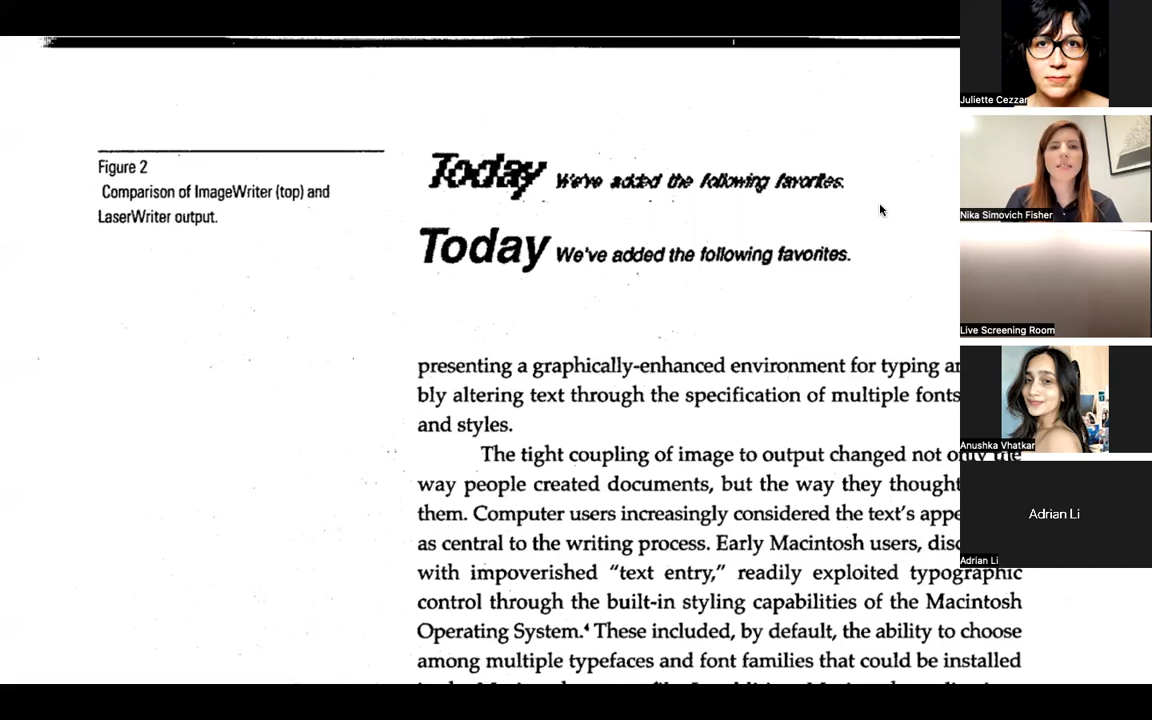 Figure 2
Comparison of ImageWriter (top) and
LaserWriter output.
Today We've added the following favorites.
Today We've added the following favorites.
presenting a graphically-enhanced environment for typing
bly altering text through the specification of multiple fonts
and styles.
The tight coupling of image to output changed not only the
way people created documents, but the way they thought
them. Computer users increasingly considered the text's
as central to the writing process. Early Macintosh users,
with impoverished “text entry,” readily exploited typographic
control through the built-in styling capabilities of the Macintosh
Operating System.⁴ These included, by default, the ability to choose
among multiple typefaces and font families that could be installed
Juliette Cezzar
Nika Simovich Fisher
Live Screening Room
Anushka Vhatkar
Adrian Li
Adrian Li